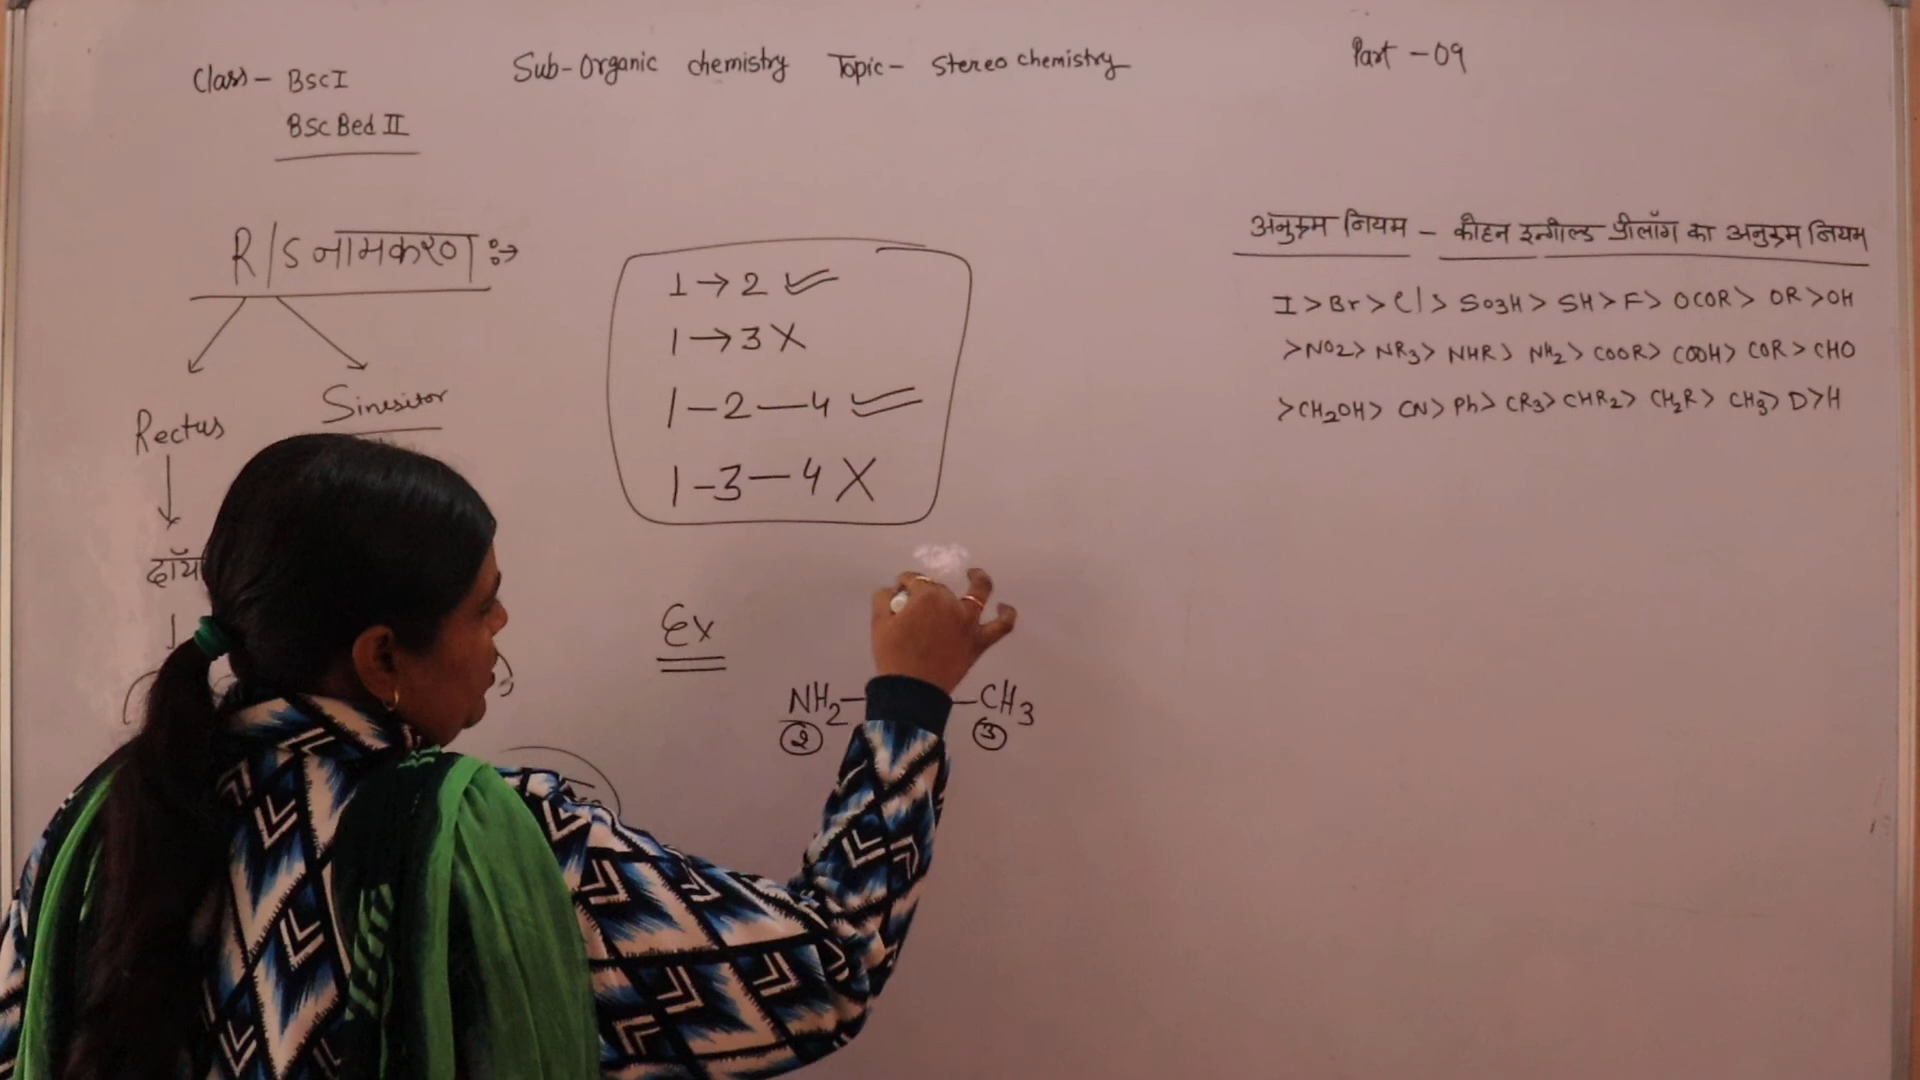 Class - BSc I
BSc Bed II
Sub- Organic chemistry Topic- Stereo chemistry
Part - 09
R/S नामकरण :→
Rectus
Sinesitor
1 → 2 ✓
1 → 3 X
1-2-4 ✓
1-3-4 X
Ex
NH2- -CH3
② ③
अनुक्रम नियम - कॉहन इन्गोल्ड प्रीलॉग का अनुक्रम नियम
I > Br > Cl > SO3H > SH > F > OCOR > OR > OH
> NO2 > NR3 > NHR > NH2 > COOR > COOH > COR > CHO
> CH2OH > CN > Ph > CR3 > CHR2 > CH2R > CH3 > D > H